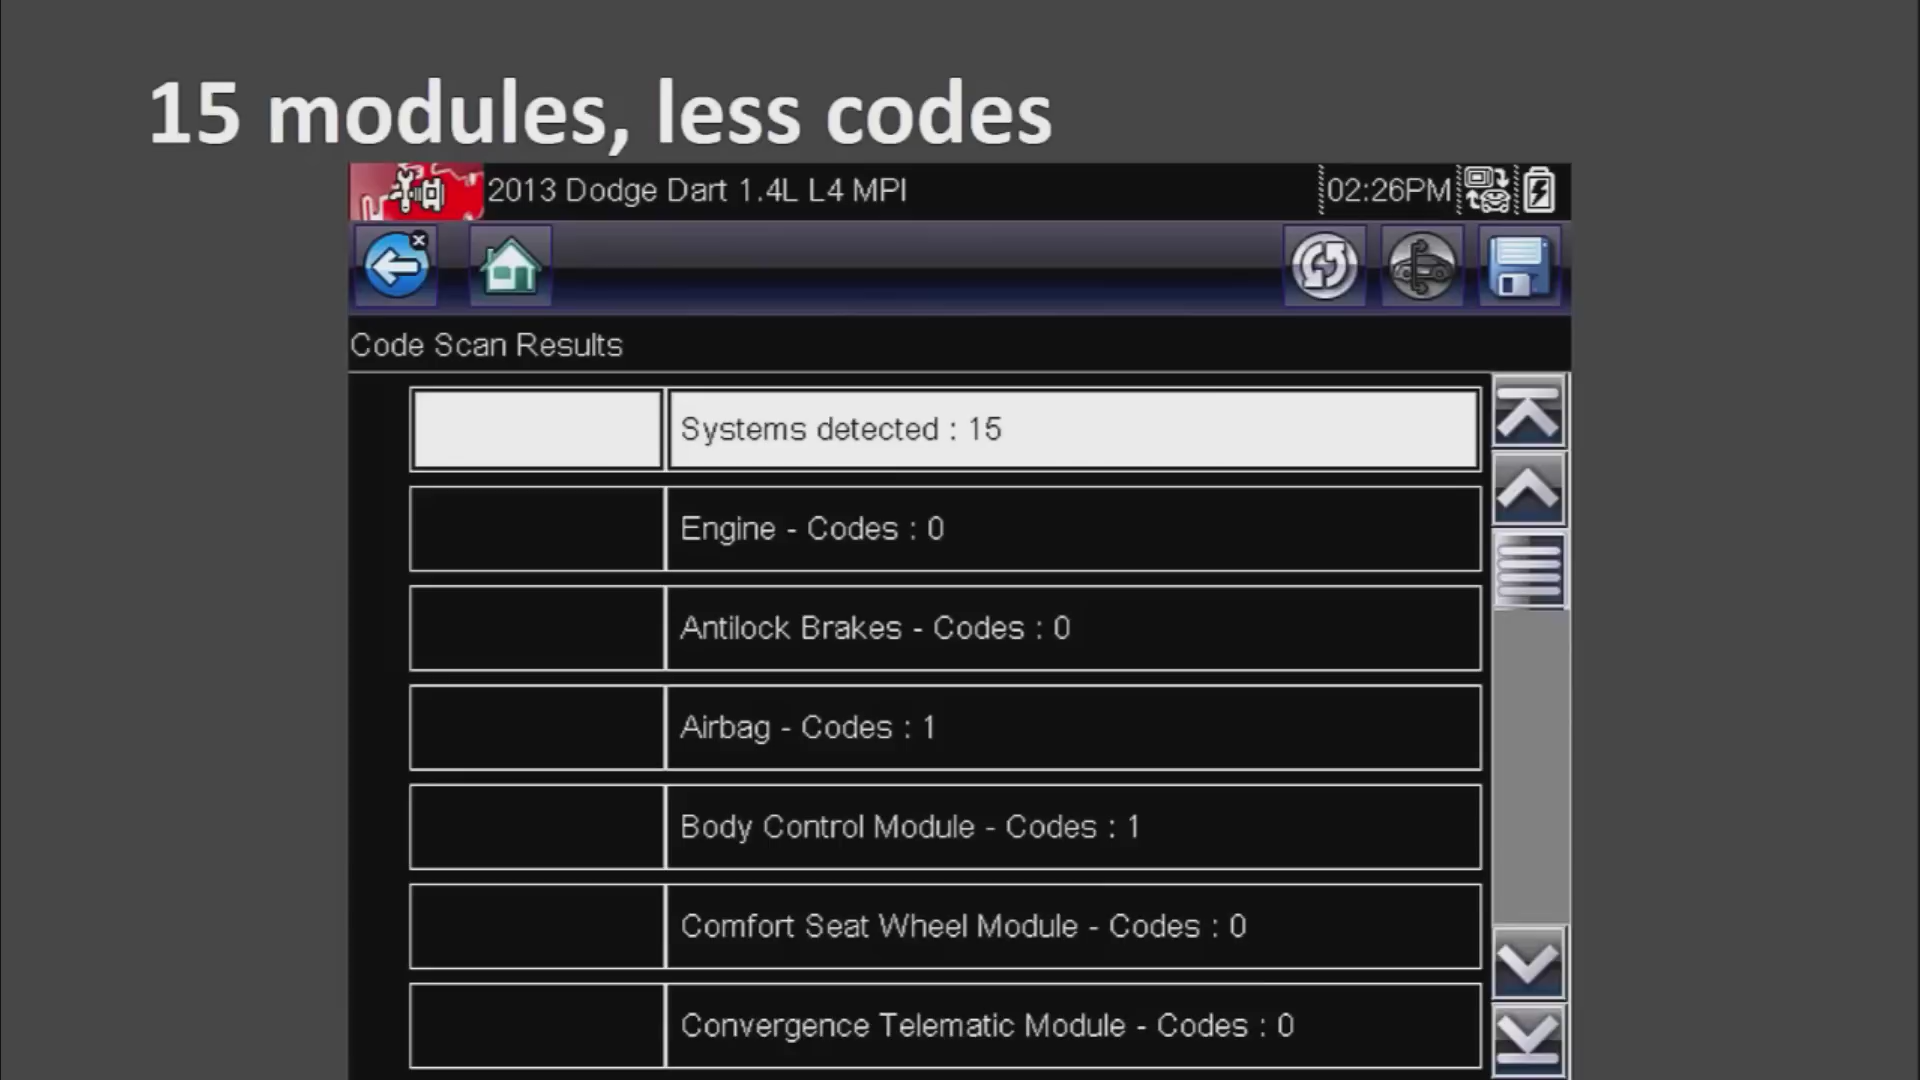 15 modules, less codes
2013 Dodge Dart 1.4L L4 MPI 02:26PM
Code Scan Results
Systems detected : 15
Engine - Codes : 0
Antilock Brakes - Codes : 0
Airbag - Codes : 1
Body Control Module - Codes : 1
Comfort Seat Wheel Module - Codes : 0
Convergence Telematic Module - Codes : 0